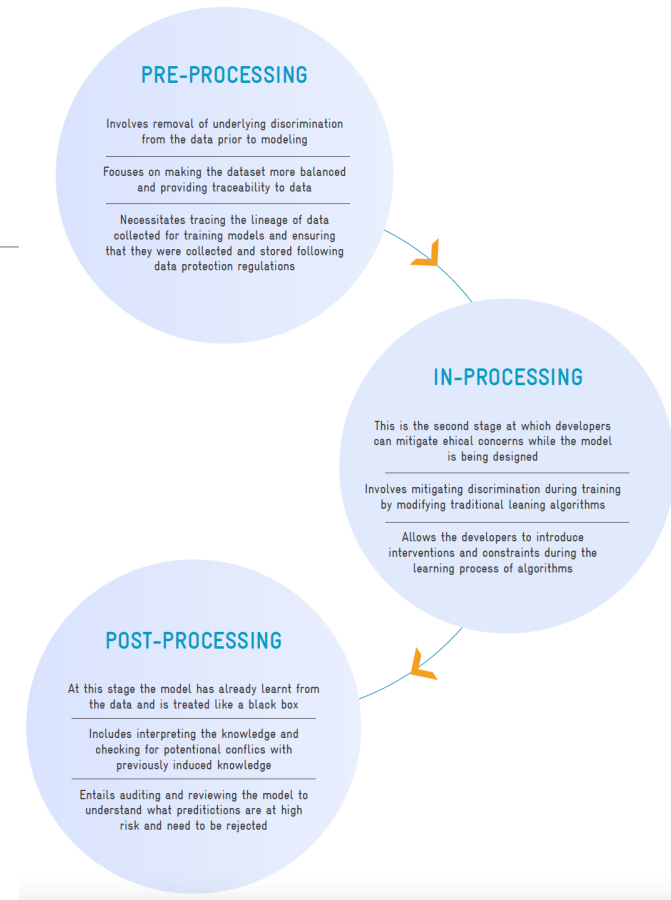 PRE-PROCESSING
Involves removal of underlying discrimination
from the data prior to modeling
Focuses on making the dataset more balanced
and providing traceability to data
Necessitates tracing the lineage of data
collected for training models and ensuring
that they were collected and stored following
data protection regulations
IN-PROCESSING
This is the second stage at which developers
can mitigate ehical concerns while the model
is being designed
Involves mitigating discrimination during training
by modifying traditional leaning algorithms
Allows the developers to introduce
interventions and constraints during the
learning process of algorithms
POST-PROCESSING
At this stage the model has already learnt from
the data and is treated like a black box
Includes interpreting the knowledge and
checking for potentional conflics with
previously induced knowledge
Entails auditing and reviewing the model to
understand what preditictions are at high
risk and need to be rejected